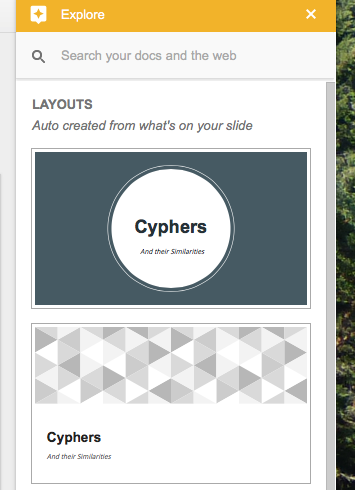 Explore
Search your docs and the web
LAYOUTS
Auto created from what's on your slide
Cyphers
And their Similarities
Cyphers
And their Similarities